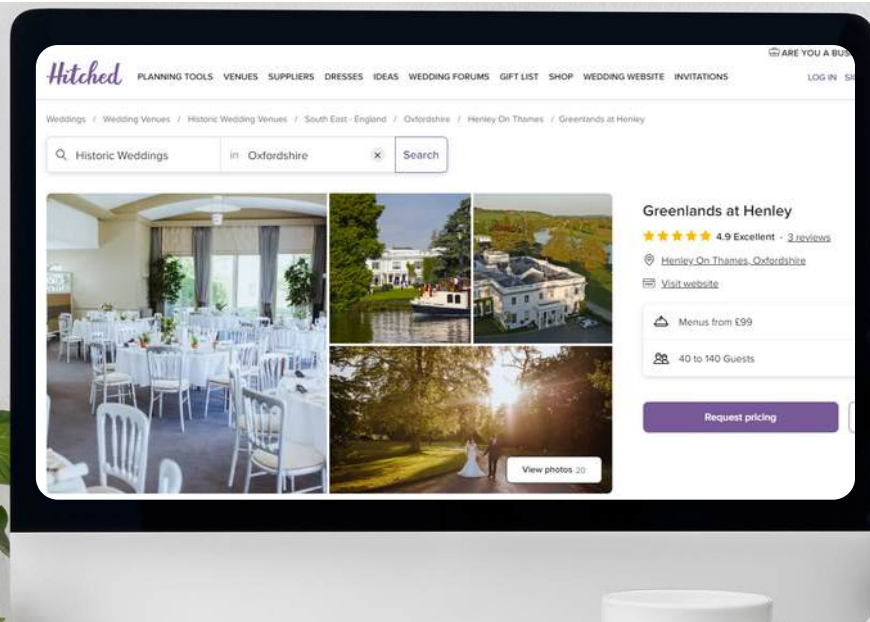 ARE YOU A BUS
Hitched PLANNING TOOLS VENUES SUPPLIERS DRESSES IDEAS WEDDING FORUMS GIFT LIST SHOP WEDDING WEBSITE INVITATIONS LOG IN SI
Weddings / Wedding Venues / Historic Wedding Venues / South East - England / Oxfordshire / Henley On Thames / Greenlands at Henley
Historic Weddings in Oxfordshire Search
Greenlands at Henley
4.9 Excellent - 3 reviews
Henley On Thames, Oxfordshire
Visit website
Menus from £99
40 to 140 Guests
Request pricing
View photos 20